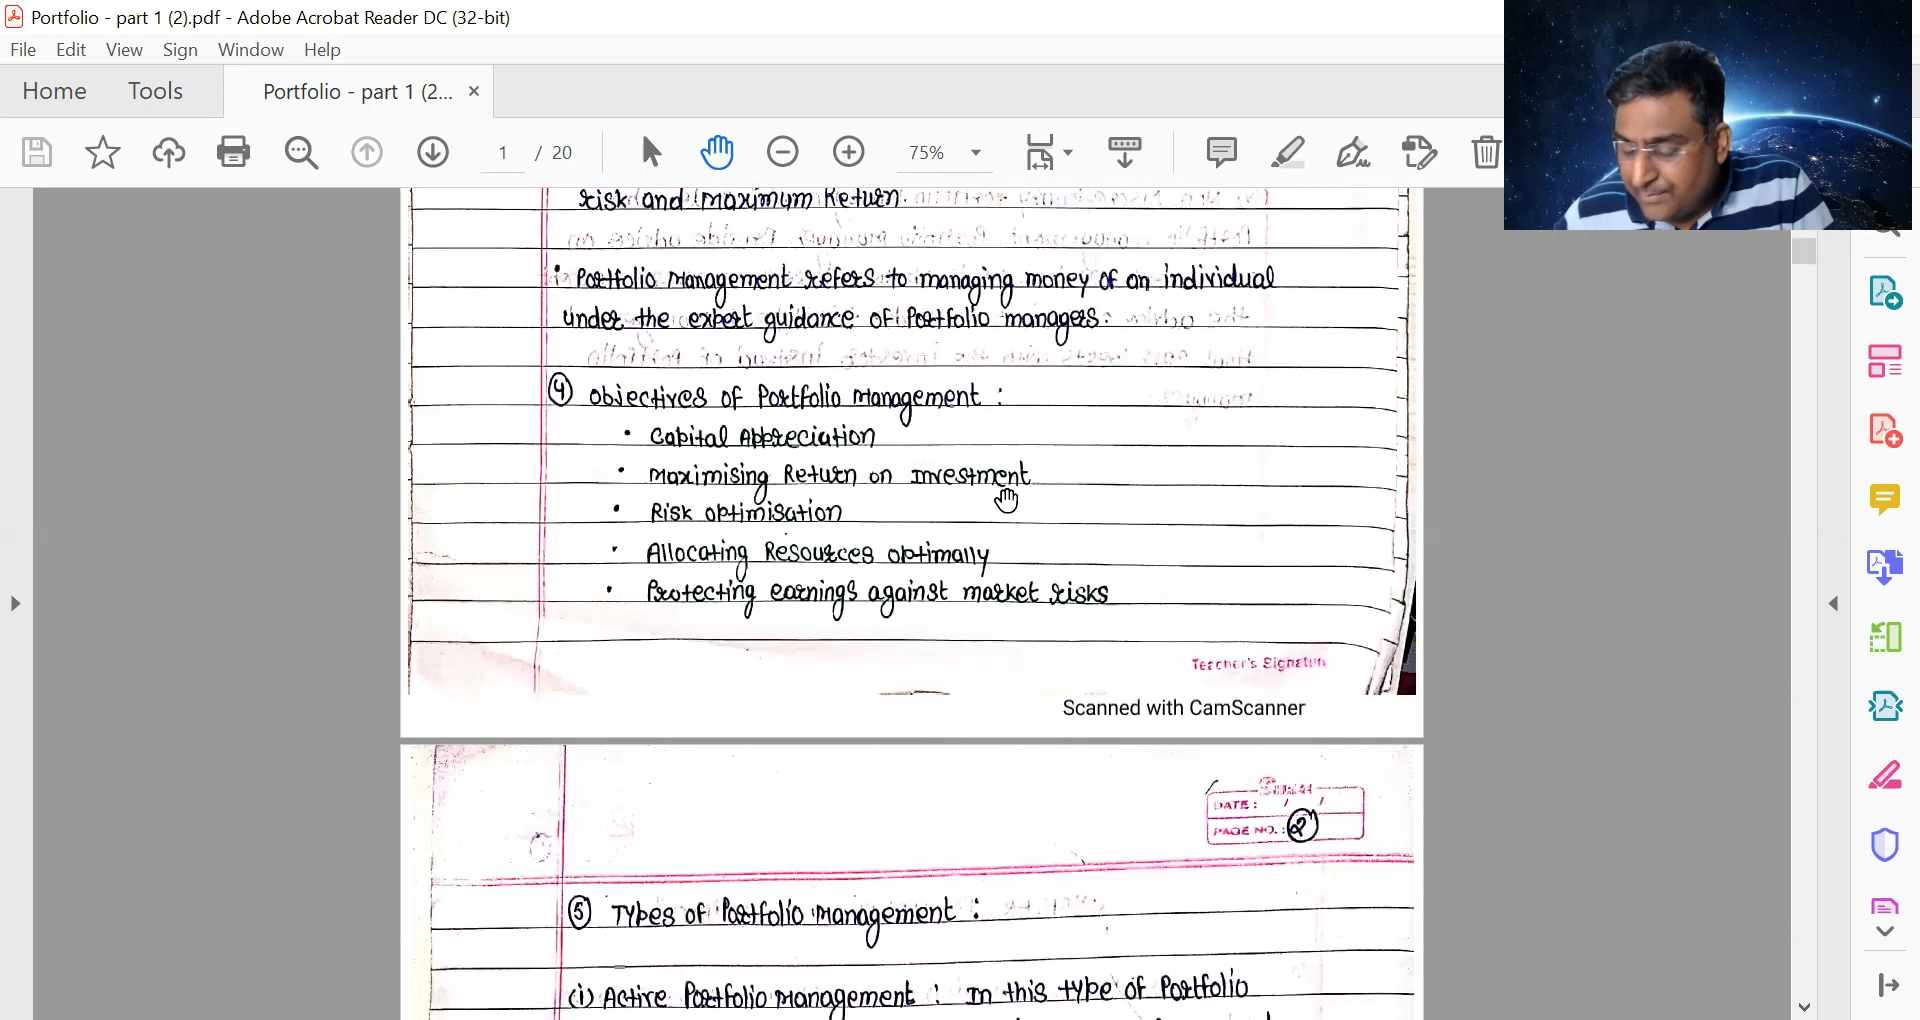 Portfolio - part 1 (2).pdf - Adobe Acrobat Reader DC (32-bit)
File Edit View Sign Window Help
Home Tools Portfolio - part 1 (2... ×
1 / 20 75%
risk and maximum Return.
• Portfolio Management refers to managing money of an individual
under the expert guidance of Portfolio managers.
④ Objectives of Portfolio Management :
• Capital Appreciation
• Maximising Return on Investment
• Risk optimisation
• Allocating Resources optimally
• Protecting earnings against market risks
Teacher's Signatur
Scanned with CamScanner
DATE : / /
PAGE NO. : ②
⑤ Types of Portfolio Management :
(i) Active Portfolio Management : In this type of Portfolio